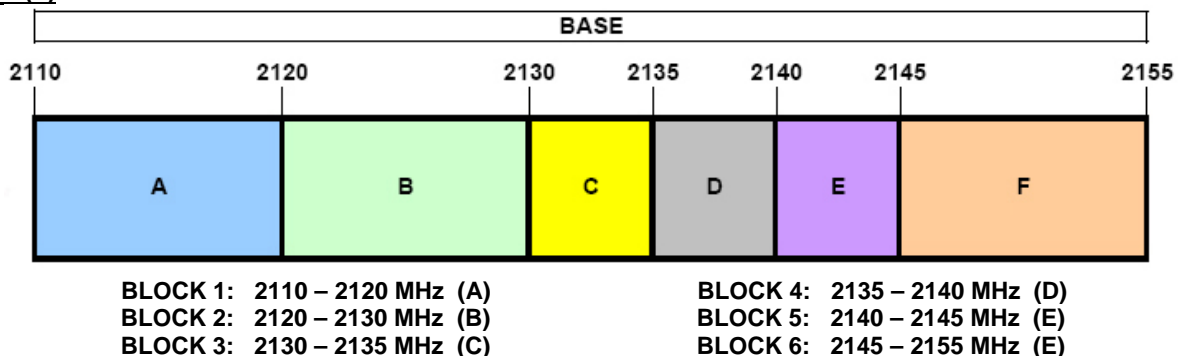 BASE
2110 2120 2130 2135 2140 2145 2155
A B C D E F
BLOCK 1: 2110 – 2120 MHz (A) BLOCK 4: 2135 – 2140 MHz (D)
BLOCK 2: 2120 – 2130 MHz (B) BLOCK 5: 2140 – 2145 MHz (E)
BLOCK 3: 2130 – 2135 MHz (C) BLOCK 6: 2145 – 2155 MHz (E)